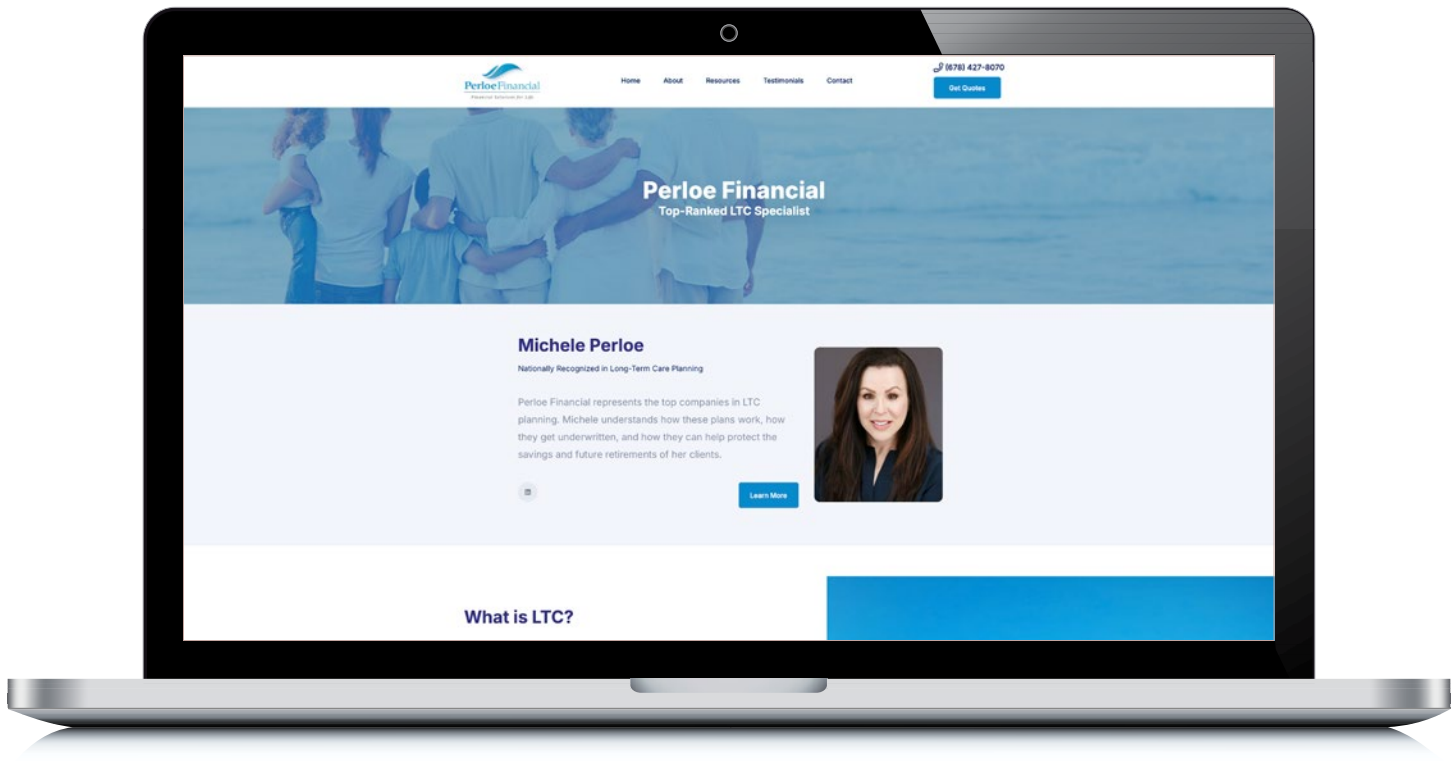 PerloeFinancial
Home About Resources Testimonials Contact
(678) 427-8070
Get Quotes
Perloe Financial
Top-Ranked LTC Specialist
Michele Perloe
Nationally Recognized in Long-Term Care Planning
Perloe Financial represents the top companies in LTC
planning. Michele understands how these plans work, how
they get underwritten, and how they can help protect the
savings and future retirements of her clients.
Learn More
What is LTC?